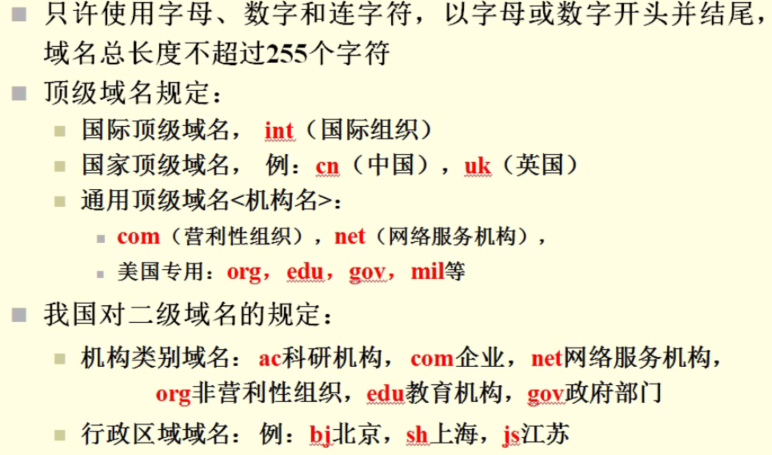 只许使用字母、数字和连字符，以字母或数字开头并结尾，
域名总长度不超过255个字符
顶级域名规定：
国际顶级域名， int（国际组织）
国家顶级域名， 例：cn（中国），uk（英国）
通用顶级域名<机构名>：
com（营利性组织），net（网络服务机构），
美国专用：org，edu，gov，mil等
我国对二级域名的规定：
机构类别域名：ac科研机构，com企业，net网络服务机构，
org非营利性组织，edu教育机构，gov政府部门
行政区域域名：例：bj北京，sh上海，js江苏